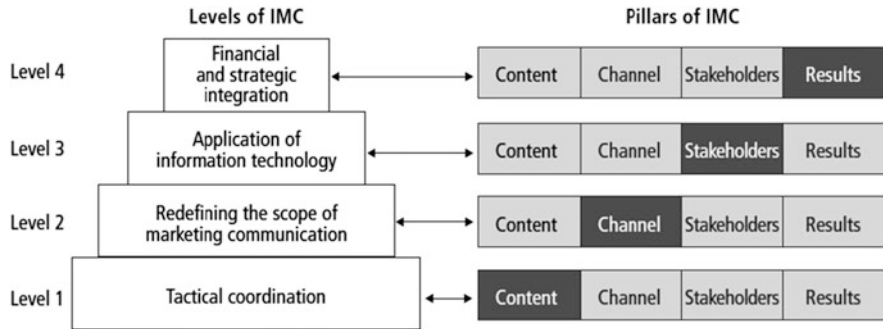 Levels of IMC Pillars of IMC
Level 4
Financial
and strategic
integration
Content Channel Stakeholders Results
Level 3
Application of
information technology
Content Channel Stakeholders Results
Level 2
Redefining the scope of
marketing communication
Content Channel Stakeholders Results
Level 1
Tactical coordination
Content Channel Stakeholders Results